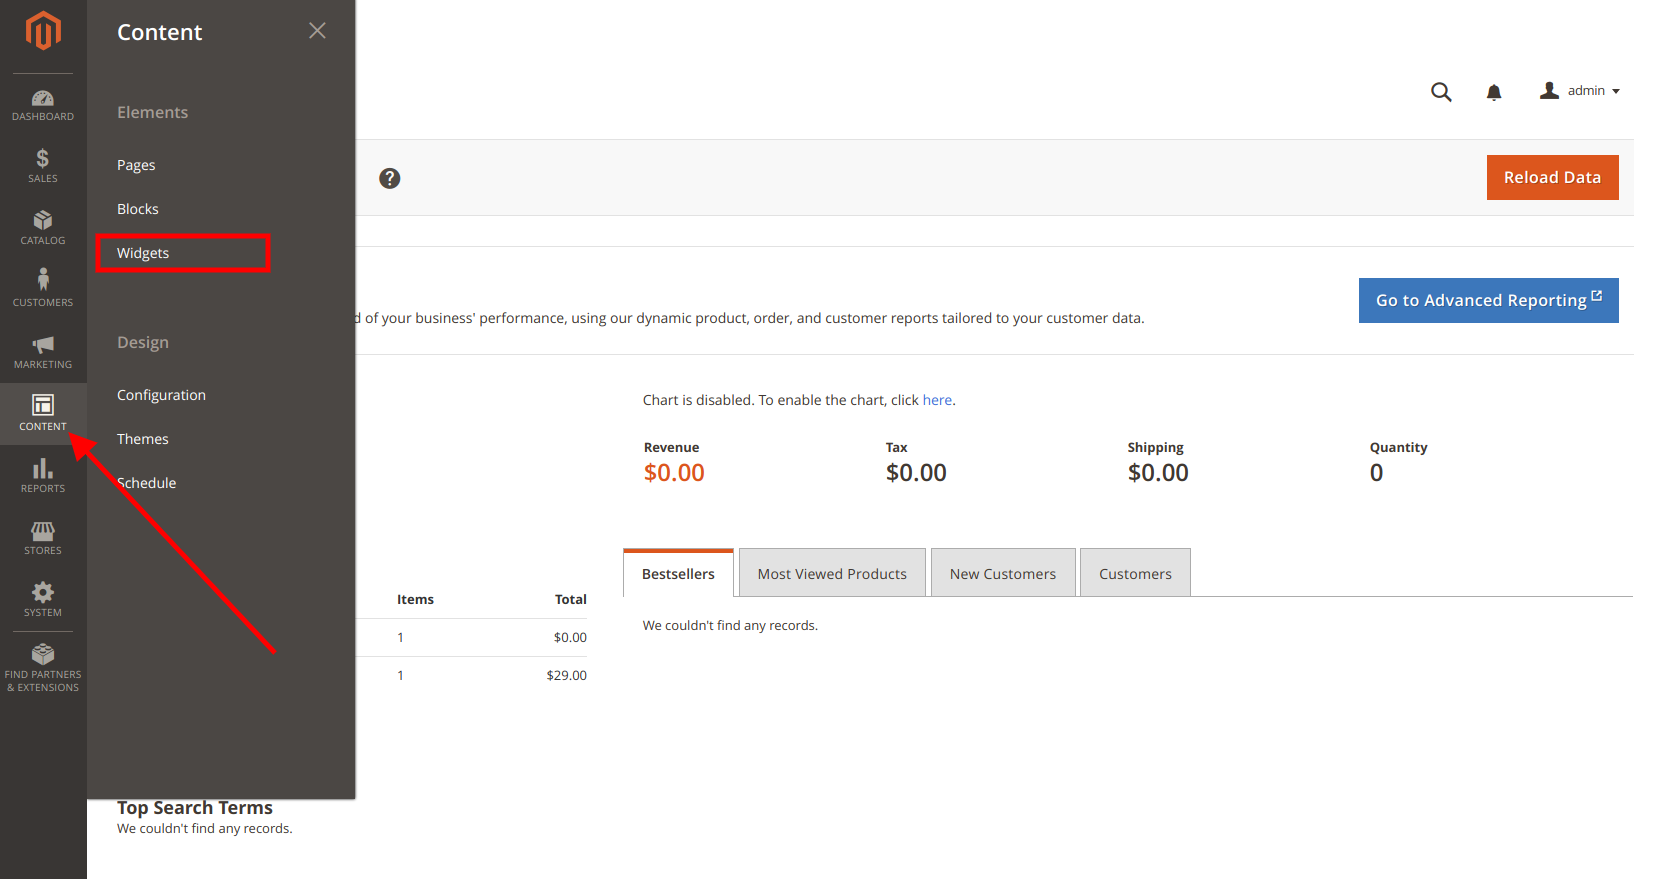 DASHBOARD
SALES
CATALOG
CUSTOMERS
MARKETING
CONTENT
REPORTS
STORES
SYSTEM
FIND PARTNERS
& EXTENSIONS
Content
Elements
Pages
Blocks
Widgets
Design
Configuration
Themes
Schedule
admin
?
Reload Data
d of your business' performance, using our dynamic product, order, and customer reports tailored to your customer data.
Go to Advanced Reporting
Chart is disabled. To enable the chart, click here.
Revenue Tax Shipping Quantity
$0.00 $0.00 $0.00 0
Bestsellers Most Viewed Products New Customers Customers
We couldn't find any records.
Items Total
1 $0.00
1 $29.00
Top Search Terms
We couldn't find any records.